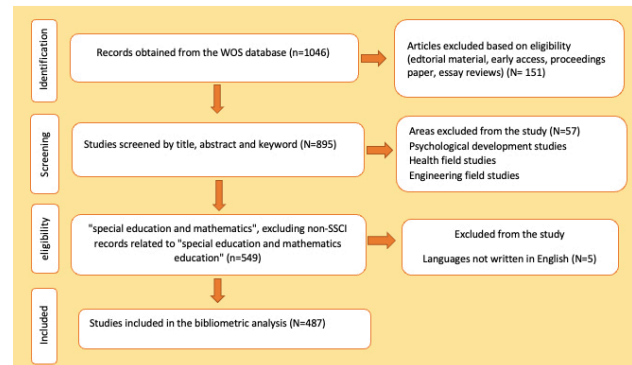 Identification
Records obtained from the WOS database (n=1046)
Articles excluded based on eligibility
(edtorial material, early access, proceedings
paper, essay reviews) (N= 151)
Screening
Studies screened by title, abstract and keyword (N=895)
Areas excluded from the study (N=57)
Psychological development studies
Health field studies
Engineering field studies
eligibility
"special education and mathematics", excluding non-SSCI
records related to "special education and mathematics
education" (n=549)
Excluded from the study
Languages not written in English (N=5)
Included
Studies included in the bibliometric analysis (N=487)